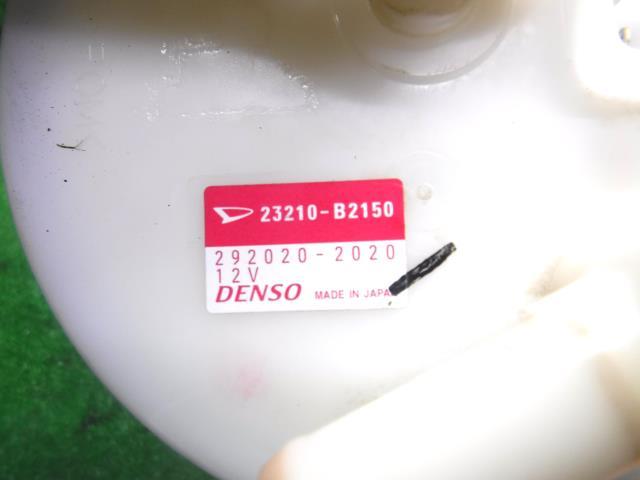 23210-B2150
292020-2020
12V
DENSO MADE IN JAPAN